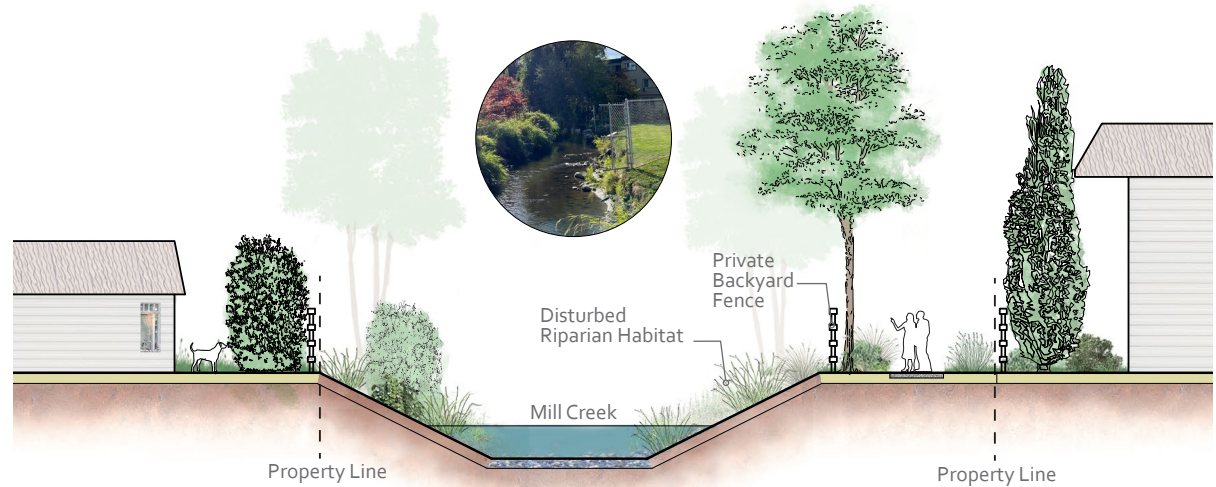 Private
Backyard
Fence
Disturbed
Riparian Habitat
Mill Creek
Property Line
Property Line